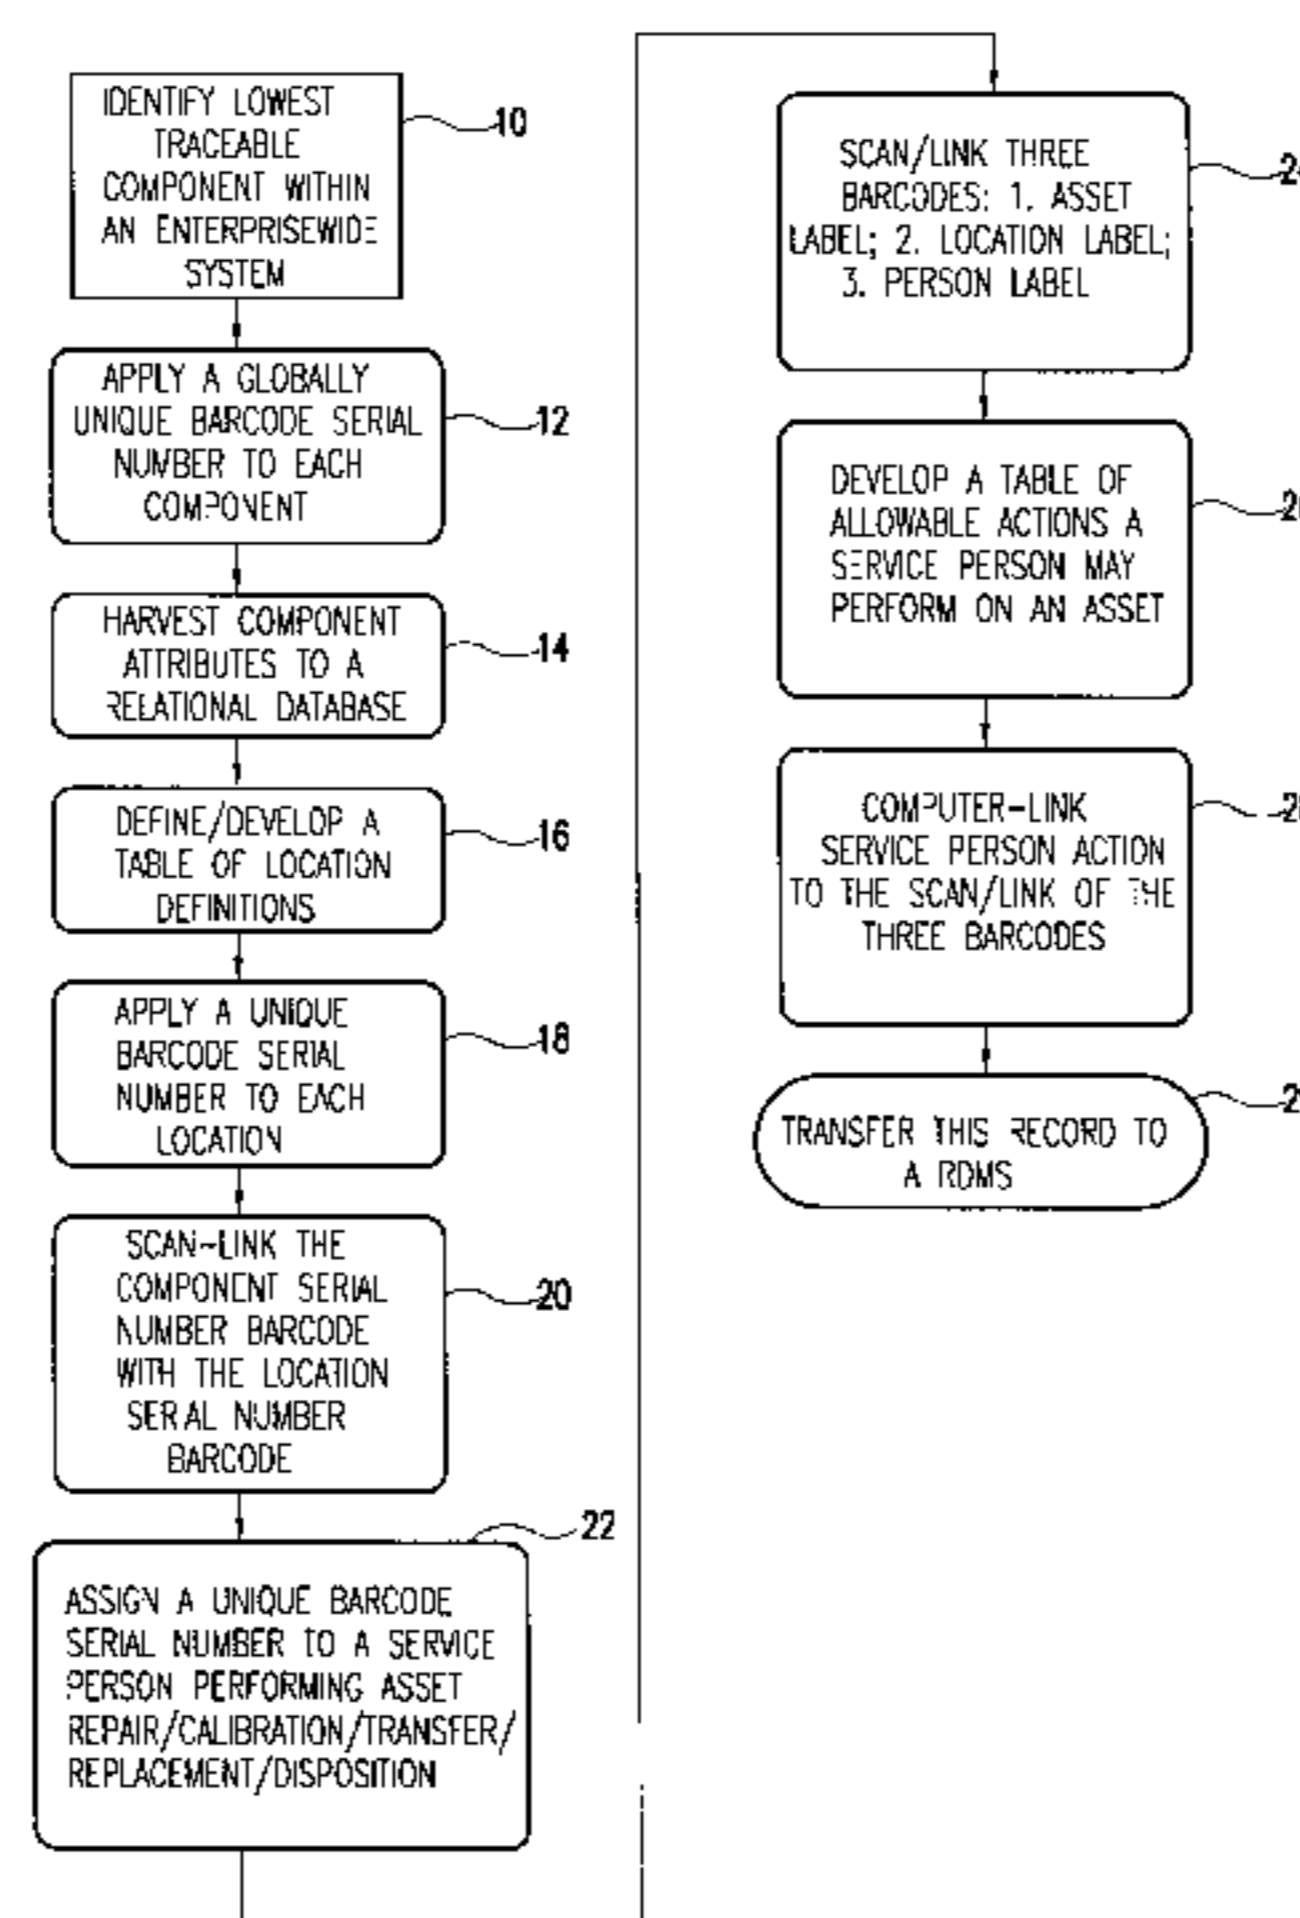 IDENTIFY LOWEST
TRACEABLE
COMPONENT WITHIN
AN ENTERPRISEWIDE
SYSTEM
10
APPLY A GLOBALLY
UNIQUE BARCODE SERIAL
NUMBER TO EACH
COMPONENT
12
HARVEST COMPONENT
ATTRIBUTES TO A
RELATIONAL DATABASE
14
DEFINE/DEVELOP A
TABLE OF LOCATION
DEFINITIONS
16
APPLY A UNIQUE
BARCODE SERIAL
NUMBER TO EACH
LOCATION
18
SCAN-LINK THE
COMPONENT SERIAL
NUMBER BARCODE
WITH THE LOCATION
SERIAL NUMBER
BARCODE
20
22
ASSIGN A UNIQUE BARCODE
SERIAL NUMBER TO A SERVICE
PERSON PERFORMING ASSET
REPAIR/CALIBRATION/TRANSFER/
REPLACEMENT/DISPOSITION
SCAN/LINK THREE
BARCODES: 1. ASSET
LABEL; 2. LOCATION LABEL;
3. PERSON LABEL
DEVELOP A TABLE OF
ALLOWABLE ACTIONS A
SERVICE PERSON MAY
PERFORM ON AN ASSET
COMPUTER-LINK
SERVICE PERSON ACTION
TO THE SCAN/LINK OF THE
THREE BARCODES
TRANSFER THIS RECORD TO
A RDMS